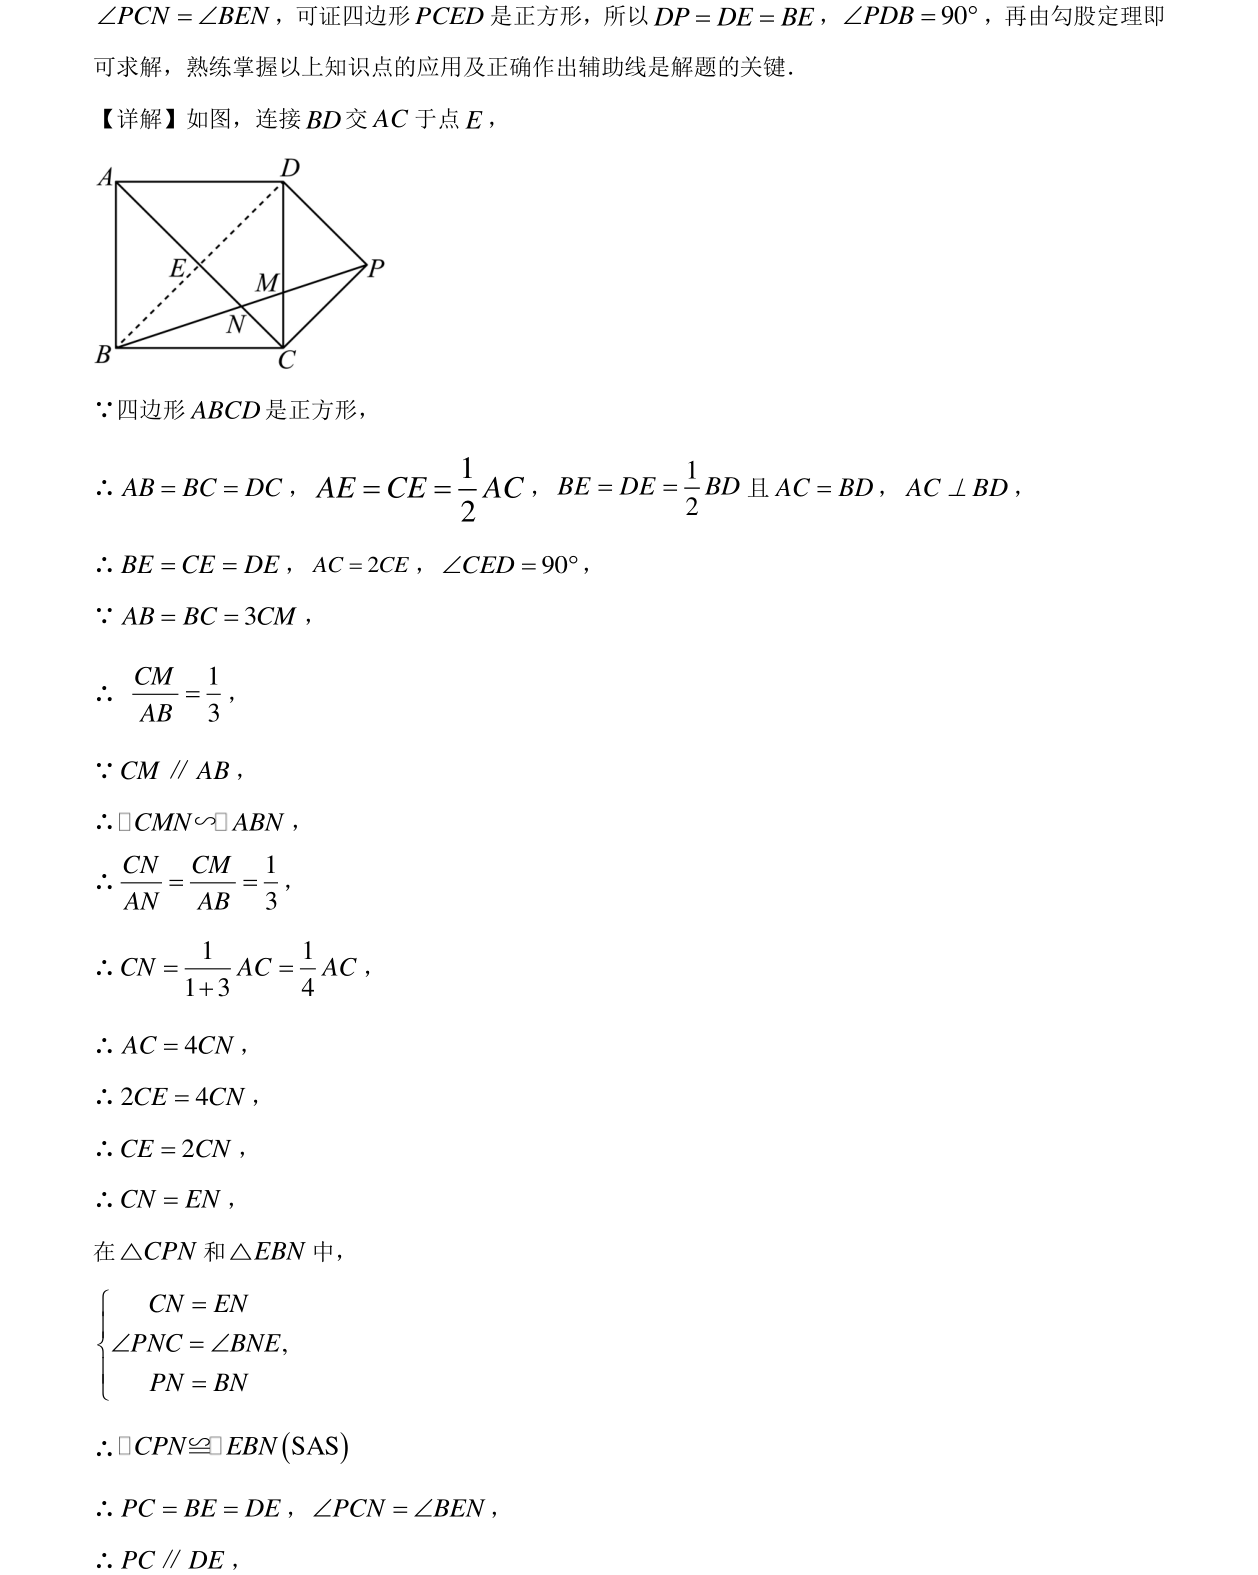 ∠PCN = ∠BEN，可证四边形 PCED 是正方形，所以 DP = DE = BE，∠PDB = 90°，再由勾股定理即
可求解，熟练掌握以上知识点的应用及正确作出辅助线是解题的关键．
【详解】如图，连接 BD 交 AC 于点 E，
A
D
E
M
P
N
B
C
∵四边形 ABCD 是正方形，
∴ AB = BC = DC，AE = CE = 1/2 AC，BE = DE = 1/2 BD 且 AC = BD，AC ⊥ BD，
∴ BE = CE = DE，AC = 2CE，∠CED = 90°，
∵ AB = BC = 3CM，
∴ CM/AB = 1/3，
∵ CM ∥ AB，
∴ □CMN∽□ABN，
∴ CN/AN = CM/AB = 1/3，
∴ CN = 1/(1+3) AC = 1/4 AC，
∴ AC = 4CN，
∴ 2CE = 4CN，
∴ CE = 2CN，
∴ CN = EN，
在 △CPN 和 △EBN 中，
{ CN = EN
∠PNC = ∠BNE,
PN = BN
∴ □CPN≌□EBN(SAS)
∴ PC = BE = DE，∠PCN = ∠BEN，
∴ PC ∥ DE，